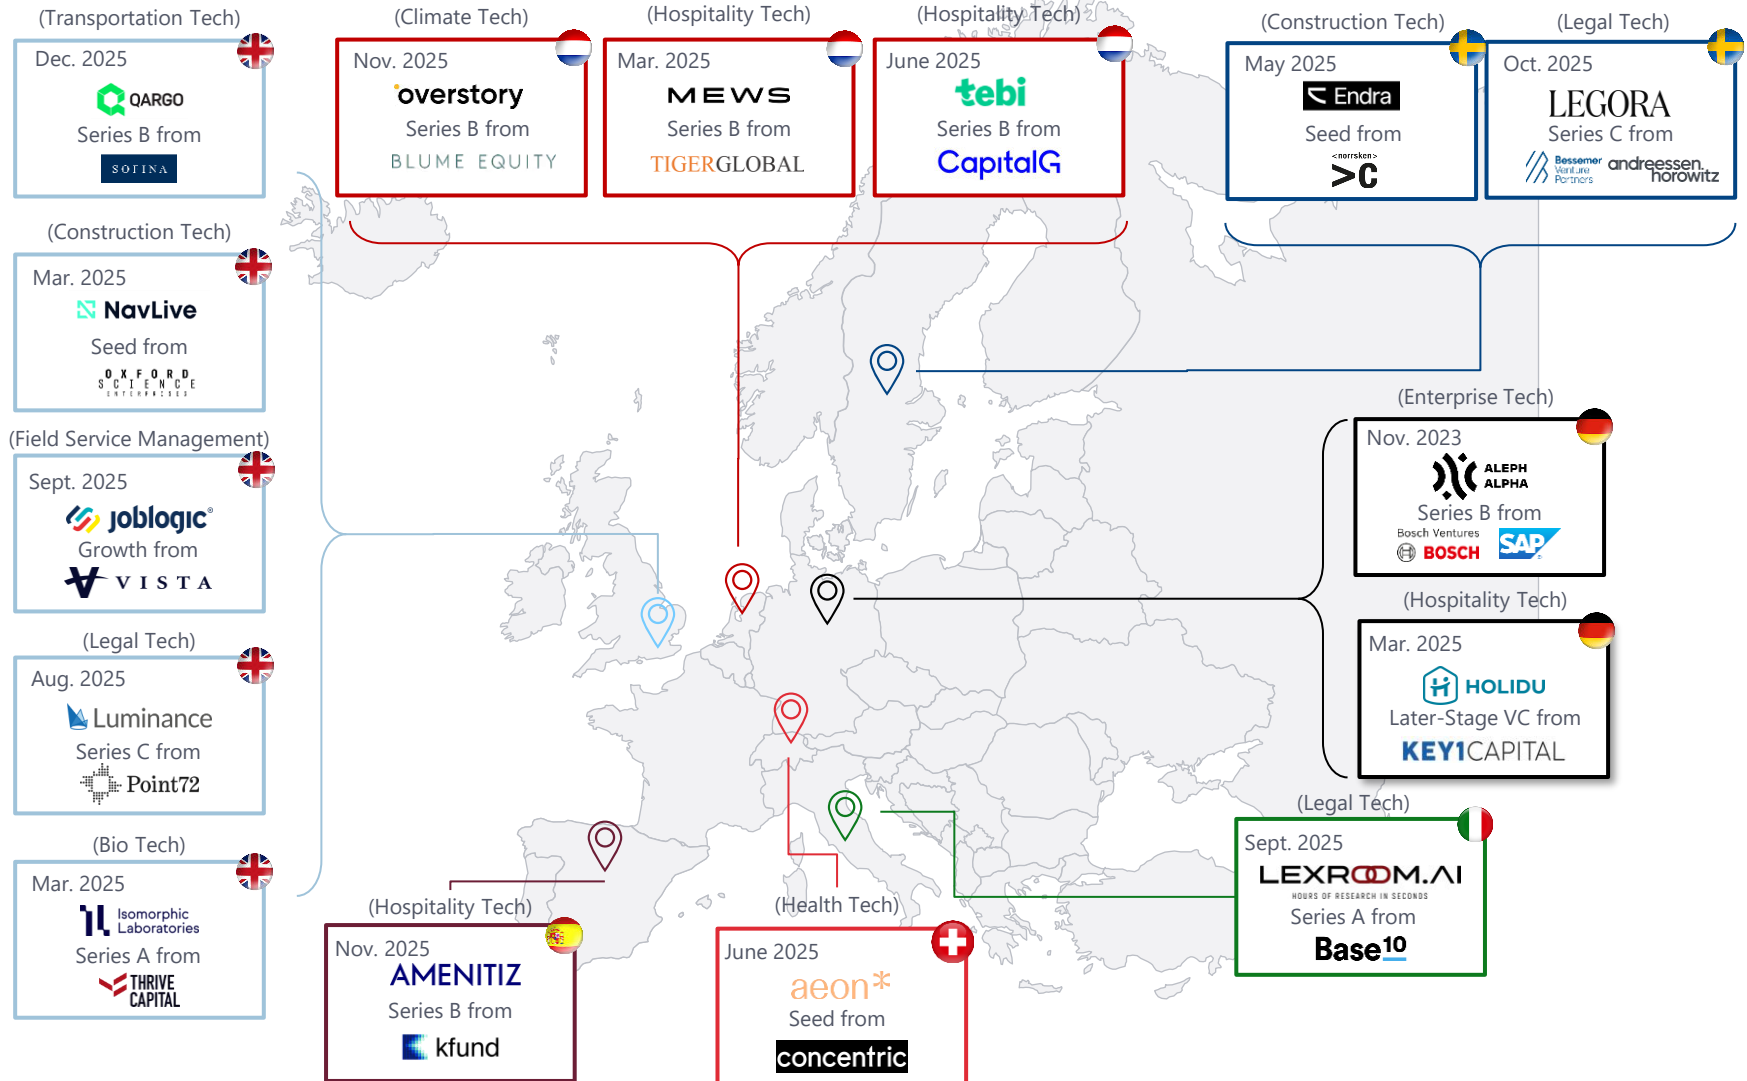 (Transportation Tech)
Dec. 2025
QARGO
Series B from
SOFINA
(Construction Tech)
Mar. 2025
NavLive
Seed from
OXFORD
SCIENCE
ENTERPRISES
(Field Service Management)
Sept. 2025
joblogic®
Growth from
VISTA
(Legal Tech)
Aug. 2025
Luminance
Series C from
Point72
(Bio Tech)
Mar. 2025
Isomorphic
Laboratories
Series A from
THRIVE
CAPITAL
(Climate Tech)
Nov. 2025
overstory
Series B from
BLUME EQUITY
(Hospitality Tech)
Mar. 2025
MEWS
Series B from
TIGERGLOBAL
(Hospitality Tech)
June 2025
tebi
Series B from
CapitalG
(Construction Tech)
May 2025
Endra
Seed from
<norrsken>
>C
(Legal Tech)
Oct. 2025
LEGORA
Series C from
Bessemer
Venture
Partners
andreessen.
horowitz
(Enterprise Tech)
Nov. 2023
ALEPH
ALPHA
Series B from
Bosch Ventures
BOSCH
SAP
(Hospitality Tech)
Mar. 2025
HOLIDU
Later-Stage VC from
KEY1CAPITAL
(Legal Tech)
Sept. 2025
LEXROOM.AI
HOURS OF RESEARCH IN SECONDS
Series A from
Base10
(Hospitality Tech)
Nov. 2025
AMENITIZ
Series B from
kfund
(Health Tech)
June 2025
aeon*
Seed from
concentric